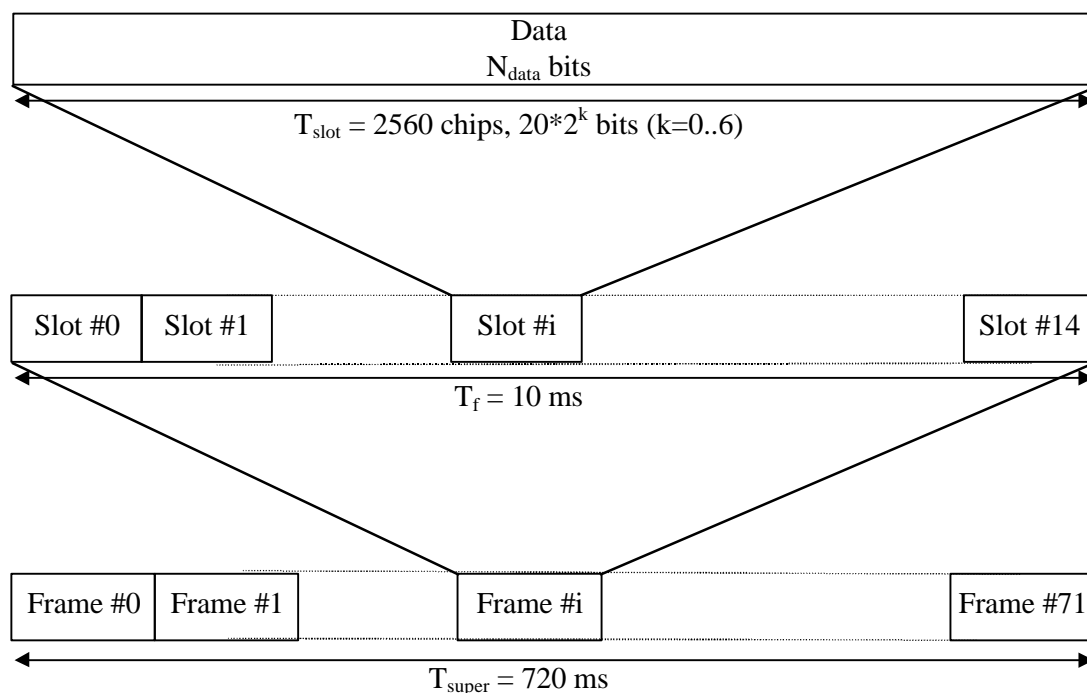 Data
N_data bits
T_slot = 2560 chips, 20*2^k bits (k=0..6)
Slot #0 Slot #1 Slot #i Slot #14
T_f = 10 ms
Frame #0 Frame #1 Frame #i Frame #71
T_super = 720 ms